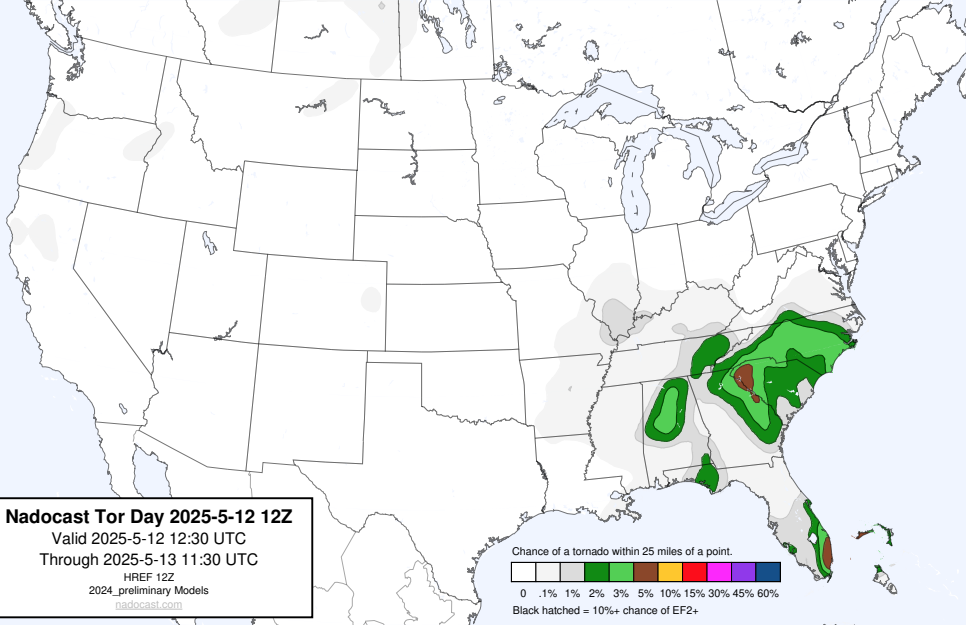 Nadocast Tor Day 2025-5-12 12Z
Valid 2025-5-12 12:30 UTC
Through 2025-5-13 11:30 UTC
HREF 12Z
2024_preliminary Models
nadocast.com
Chance of a tornado within 25 miles of a point.
0 .1% 1% 2% 3% 5% 10% 15% 30% 45% 60%
Black hatched = 10%+ chance of EF2+